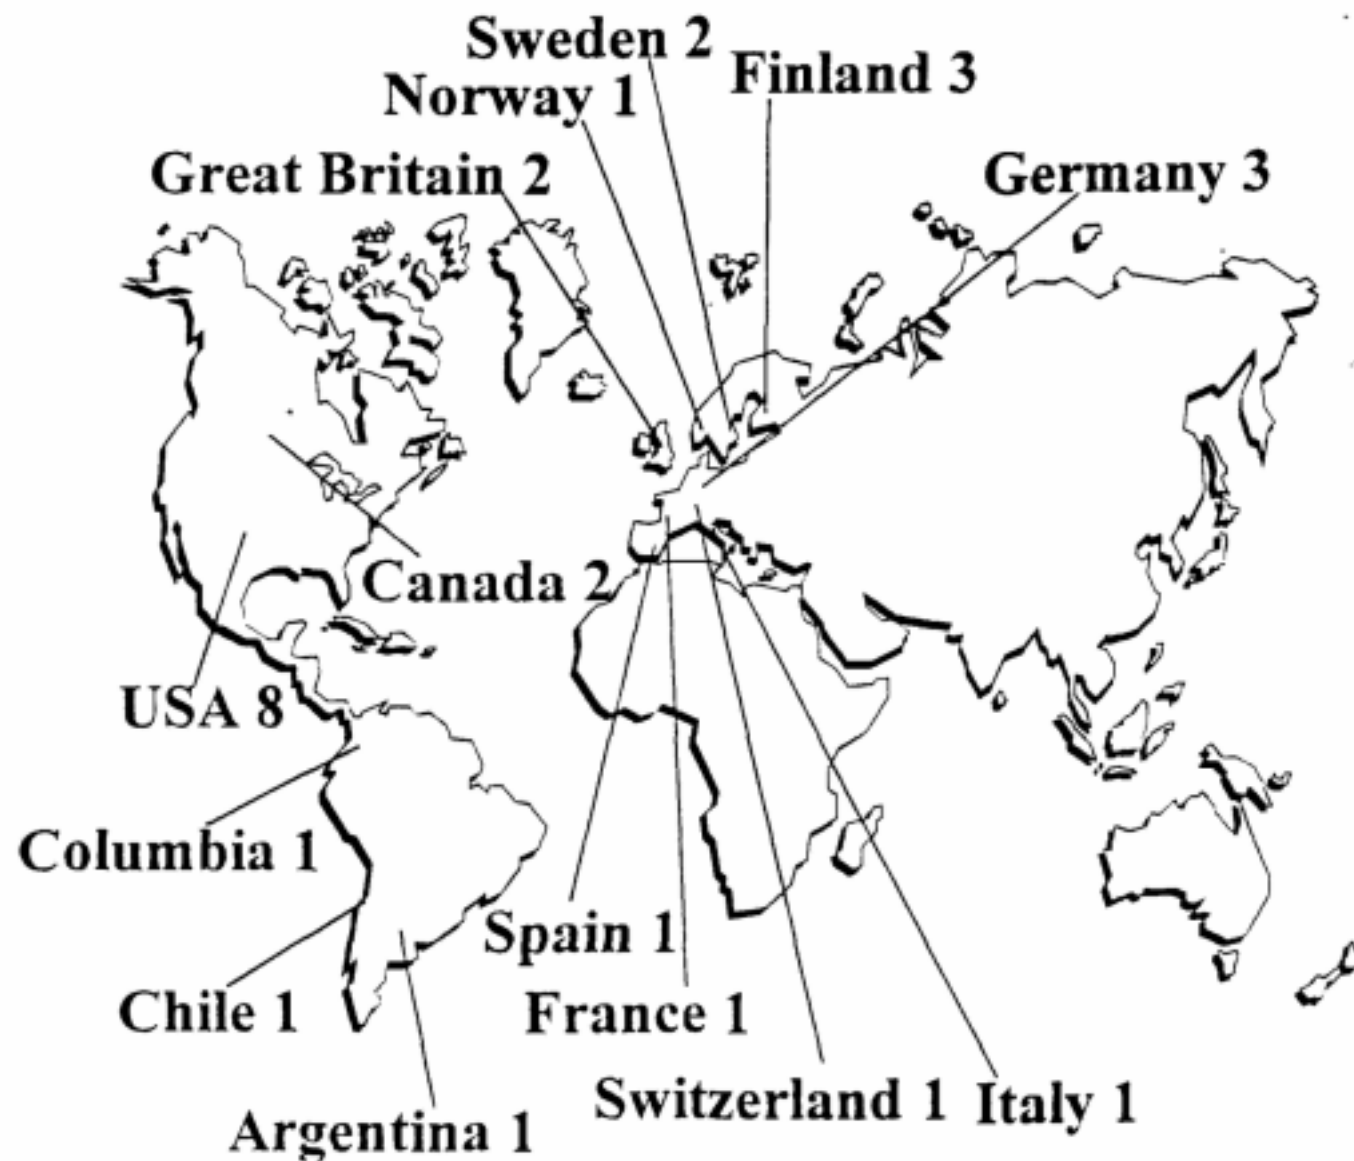 Sweden 2
Norway 1
Finland 3
Great Britain 2
Germany 3
Canada 2
USA 8
Columbia 1
Spain 1
Chile 1
France 1
Switzerland 1
Italy 1
Argentina 1